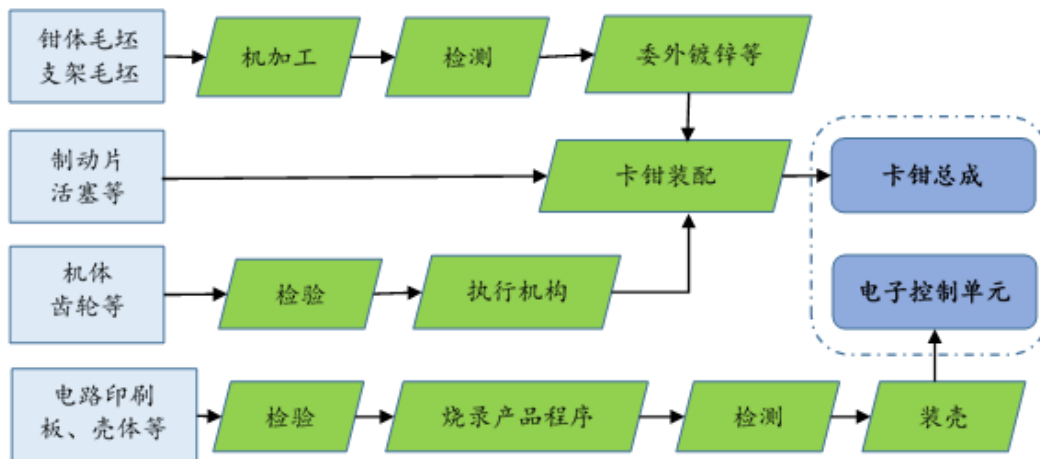 钳体毛坯
支架毛坯
机加工
检测
委外镀锌等
制动片
活塞等
卡钳装配
卡钳总成
机体
齿轮等
检验
执行机构
电子控制单元
电路印刷
板、壳体等
检验
烧录产品程序
检测
装壳